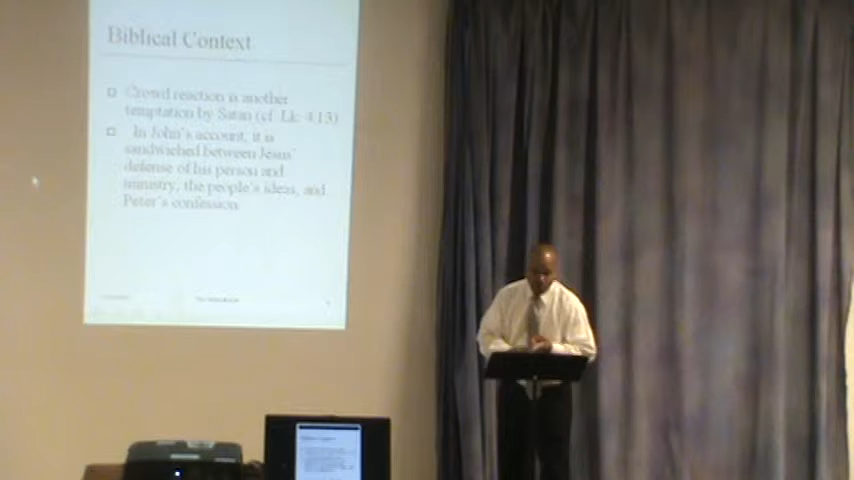 Biblical Context
Crowd reaction is another
temptation by Satan (cf. Lk. 4.13)
In John's account, it is
sandwiched between Jesus'
defense of his person and
ministry, the people's ideas, and
Peter's confession